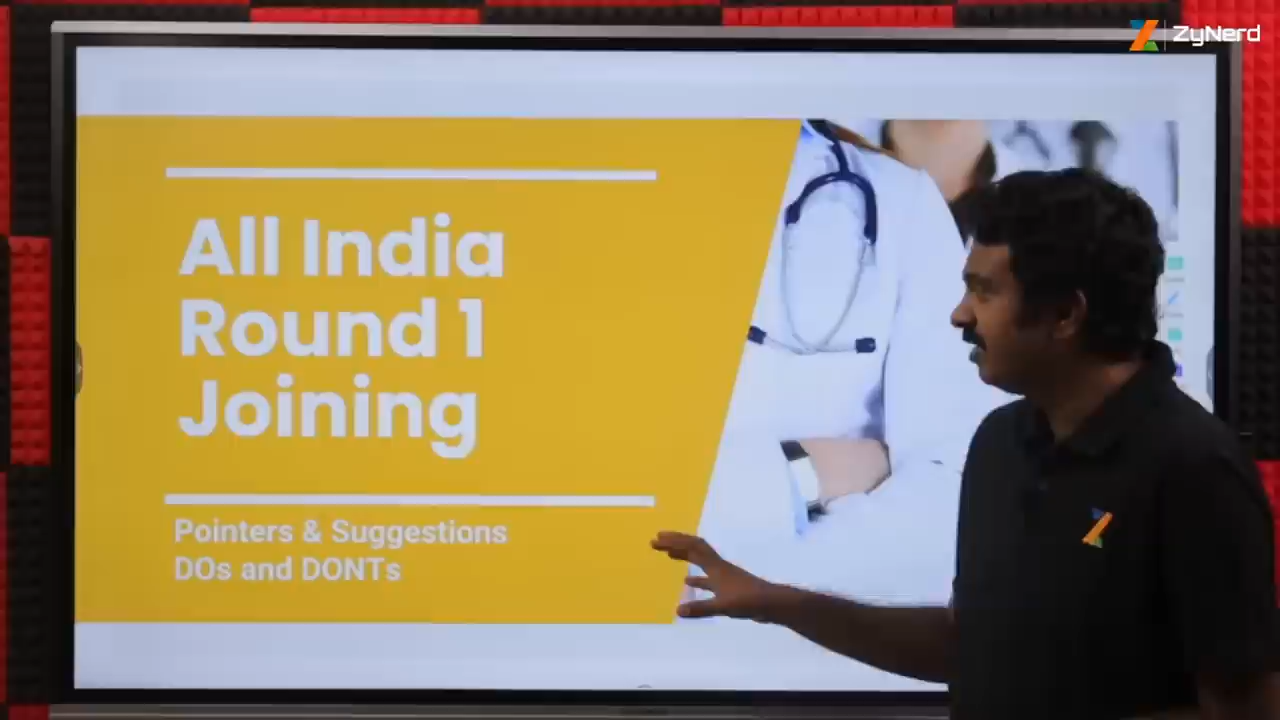 ZyNerd
All India
Round 1
Joining
Pointers & Suggestions
DOs and DONTs